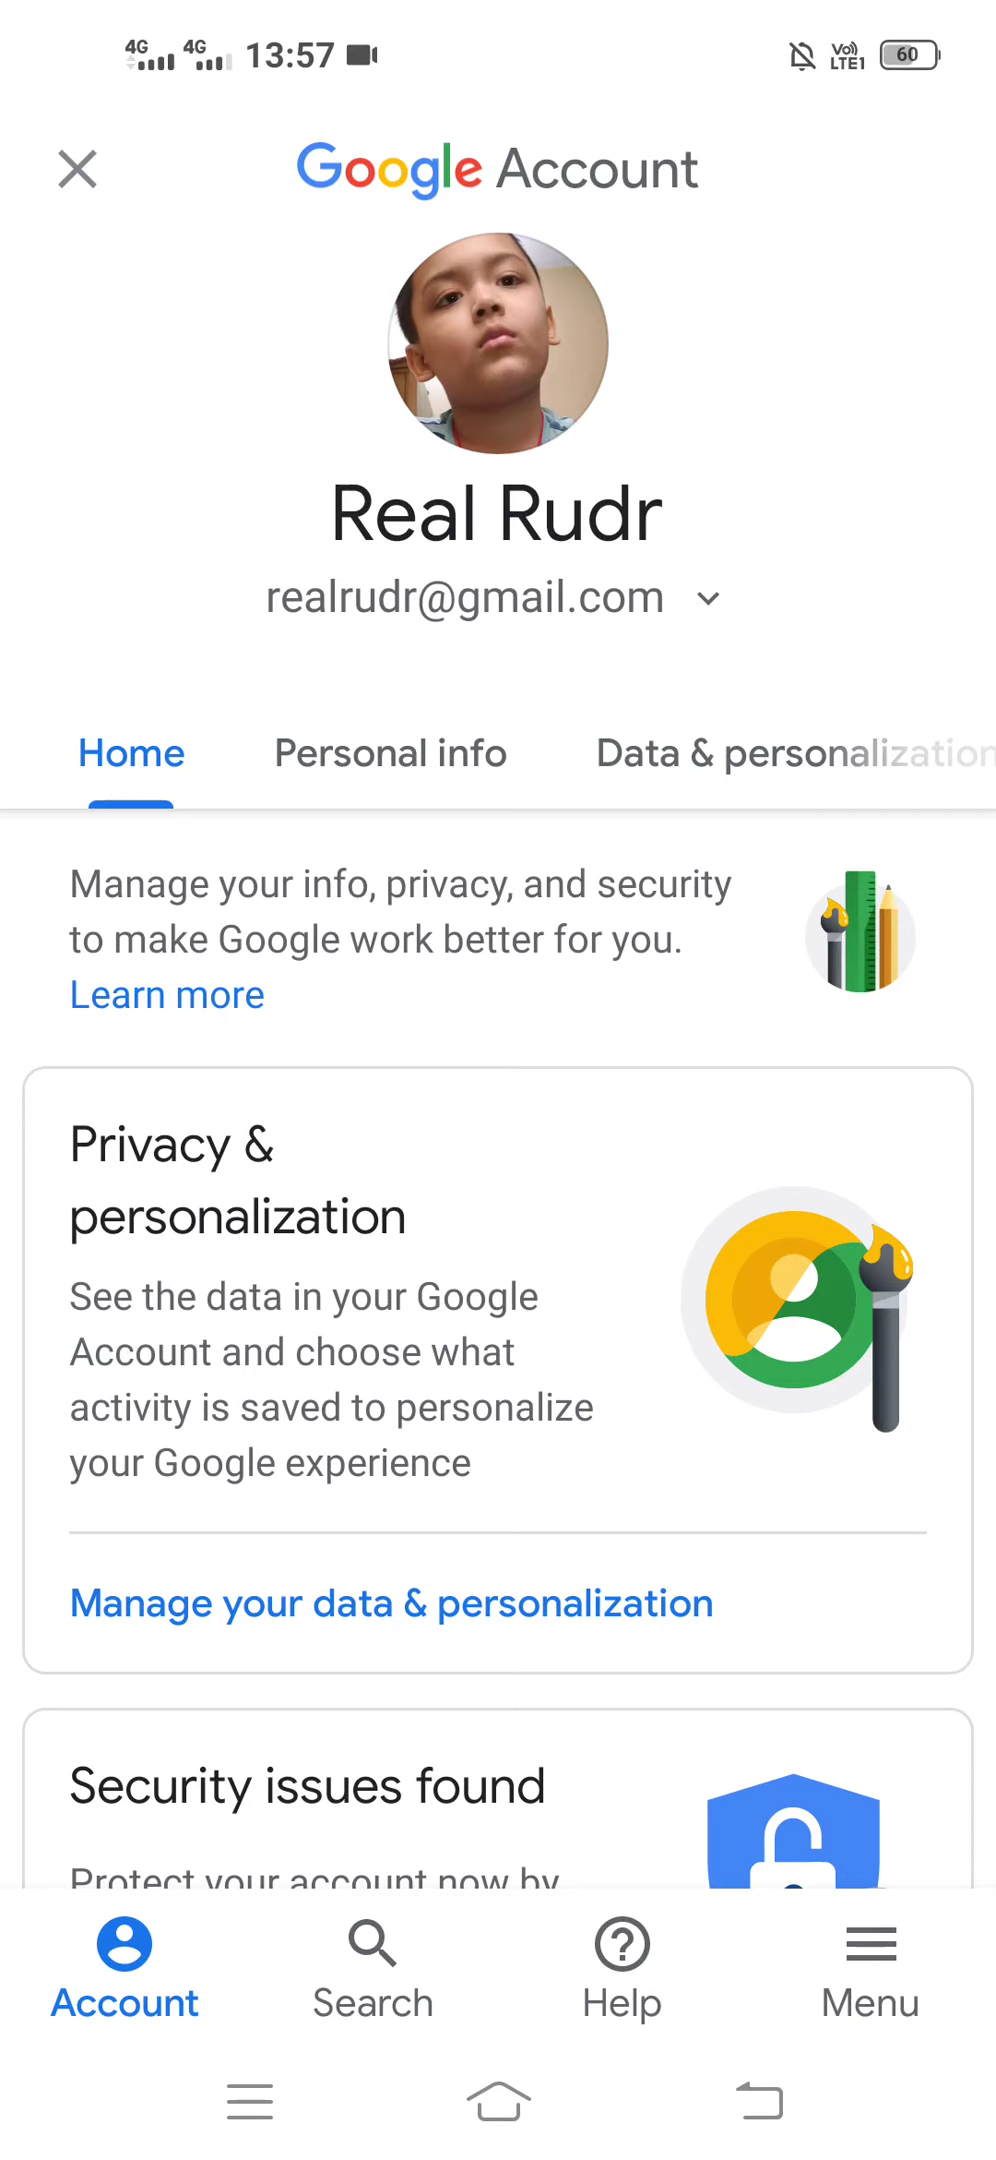 4G 4G 13:57 Vo) LTE1 60
Google Account
Real Rudr
realrudr@gmail.com
Home Personal info Data & personalization
Manage your info, privacy, and security
to make Google work better for you.
Learn more
Privacy &
personalization
See the data in your Google
Account and choose what
activity is saved to personalize
your Google experience
Manage your data & personalization
Security issues found
Protect your account now by
Account Search Help Menu